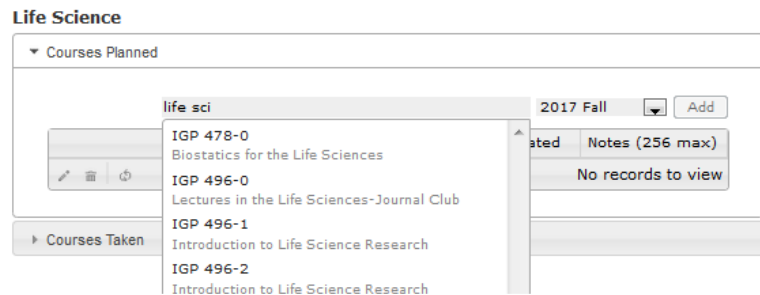 Life Science
Courses Planned
life sci 2017 Fall Add
IGP 478-0 ated Notes (256 max)
Biostatics for the Life Sciences
IGP 496-0 No records to view
Lectures in the Life Sciences-Journal Club
IGP 496-1
Introduction to Life Science Research
Courses Taken
IGP 496-2
Introduction to Life Science Research